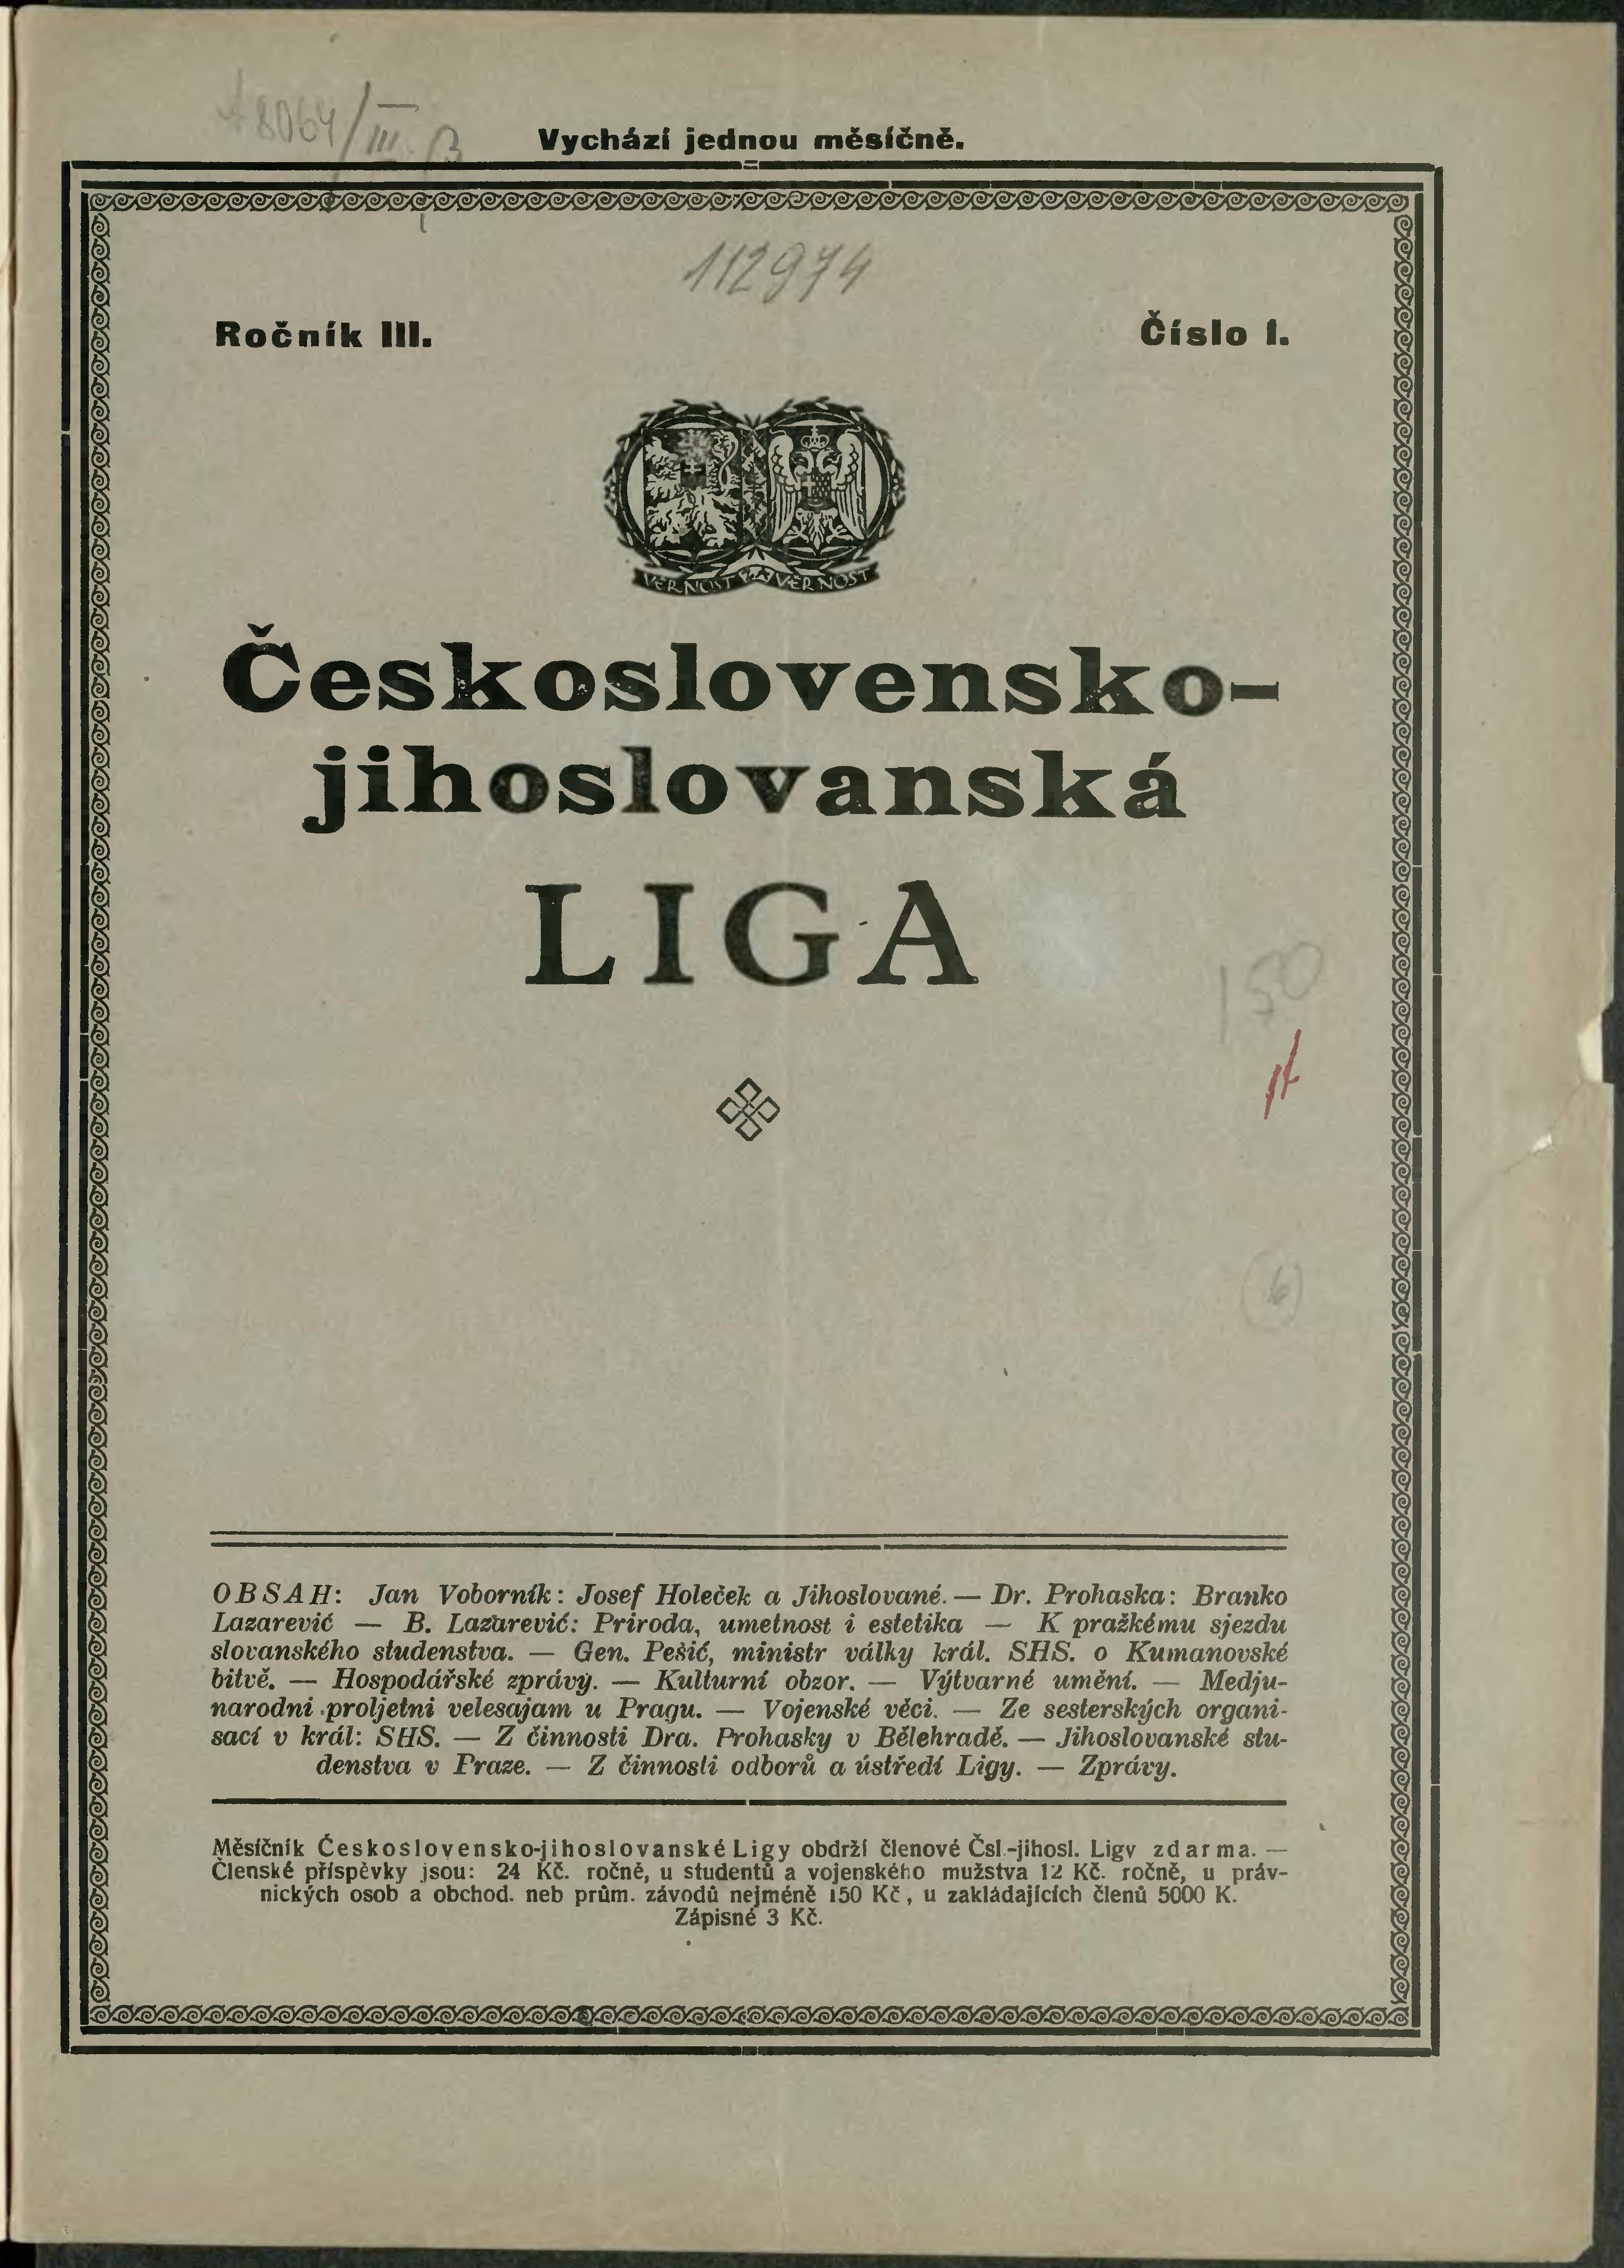 A 8064/III. B
Vychází jednou měsíčně.
112974
Ročník III.
Číslo 1.
VĚRNOST ZA VĚRNOST
Československo-
jihoslovanská
LIGA
150
6
OBSAH: Jan Voborník: Josef Holeček a Jihoslované. — Dr. Prohaska: Branko
Lazarević — B. Lazarević: Priroda, umetnost i estetika — K pražkému sjezdu
slovanského studenstva. — Gen. Pešić, ministr války král. SHS. o Kumanovské
bitvě. — Hospodářské zprávy. — Kulturní obzor. — Výtvarné umění. — Medju-
narodni proljetni velesajam u Pragu. — Vojenské věci. — Ze sesterských organi-
sací v král: SHS. — Z činnosti Dra. Prohasky v Bělehradě. — Jihoslovanské stu-
denstva v Praze. — Z činnosti odborů a ústředí Ligy. — Zprávy.
Měsíčník Československo-jihoslovanské Ligy obdrží členové Čsl.-jihosl. Ligy zdarma. —
Členské příspěvky jsou: 24 Kč. ročně, u studentů a vojenského mužstva 12 Kč. ročně, u práv-
nických osob a obchod. neb prům. závodů nejméně 150 Kč, u zakládajících členů 5000 K.
Zápisné 3 Kč.